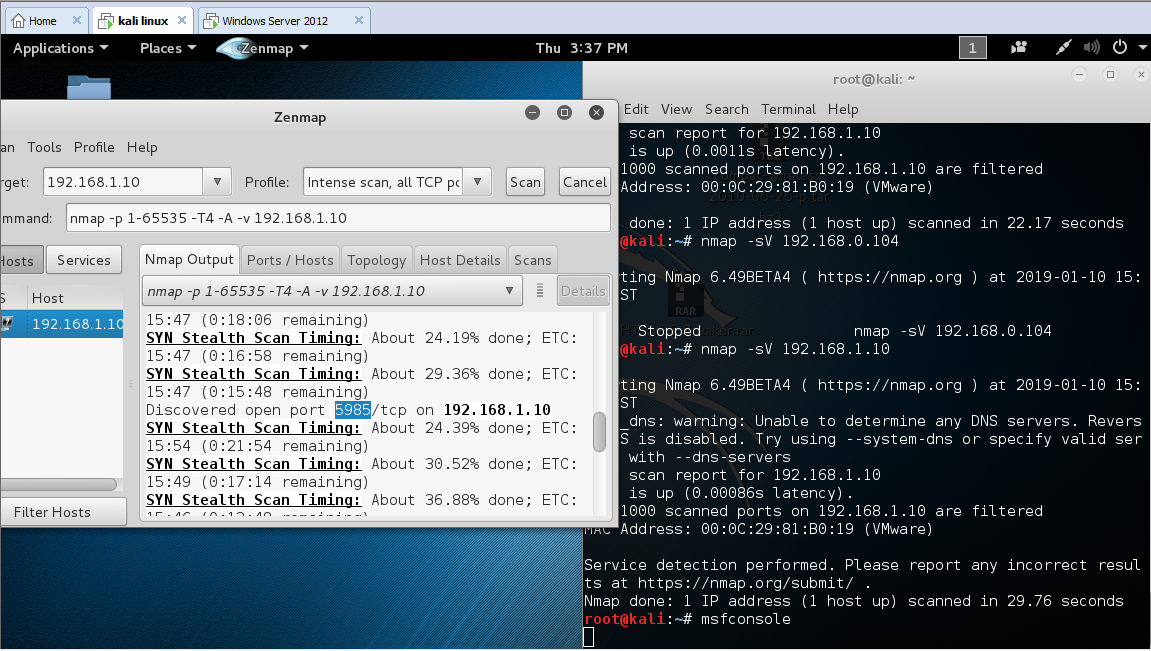 Home
kali linux
Windows Server 2012
Applications
Places
Zenmap
Thu 3:37 PM
1
root@kali: ~
Edit View Search Terminal Help
scan report for 192.168.1.10
is up (0.0011s latency).
1000 scanned ports on 192.168.1.10 are filtered
Address: 00:0C:29:81:B0:19 (VMware)
done: 1 IP address (1 host up) scanned in 22.17 seconds
@kali:~# nmap -sV 192.168.0.104
rting Nmap 6.49BETA4 ( https://nmap.org ) at 2019-01-10 15:
ST
RAR
Stopped nmap -sV 192.168.0.104
@kali:~# nmap -sV 192.168.1.10
rting Nmap 6.49BETA4 ( https://nmap.org ) at 2019-01-10 15:
ST
_dns: warning: Unable to determine any DNS servers. Revers
S is disabled. Try using --system-dns or specify valid ser
with --dns-servers
scan report for 192.168.1.10
is up (0.00086s latency).
1000 scanned ports on 192.168.1.10 are filtered
MAC Address: 00:0C:29:81:B0:19 (VMware)
Service detection performed. Please report any incorrect resul
ts at https://nmap.org/submit/ .
Nmap done: 1 IP address (1 host up) scanned in 29.76 seconds
root@kali:~# msfconsole
Zenmap
an Tools Profile Help
rget: 192.168.1.10 Profile: Intense scan, all TCP po Scan Cancel
mmand: nmap -p 1-65535 -T4 -A -v 192.168.1.10
Hosts Services
Nmap Output Ports / Hosts Topology Host Details Scans
S Host
192.168.1.10
nmap -p 1-65535 -T4 -A -v 192.168.1.10 Details
15:47 (0:18:06 remaining)
SYN Stealth Scan Timing: About 24.19% done; ETC:
15:47 (0:16:58 remaining)
SYN Stealth Scan Timing: About 29.36% done; ETC:
15:47 (0:15:48 remaining)
Discovered open port 5985/tcp on 192.168.1.10
SYN Stealth Scan Timing: About 24.39% done; ETC:
15:54 (0:21:54 remaining)
SYN Stealth Scan Timing: About 30.52% done; ETC:
15:49 (0:17:14 remaining)
SYN Stealth Scan Timing: About 36.88% done; ETC:
Filter Hosts